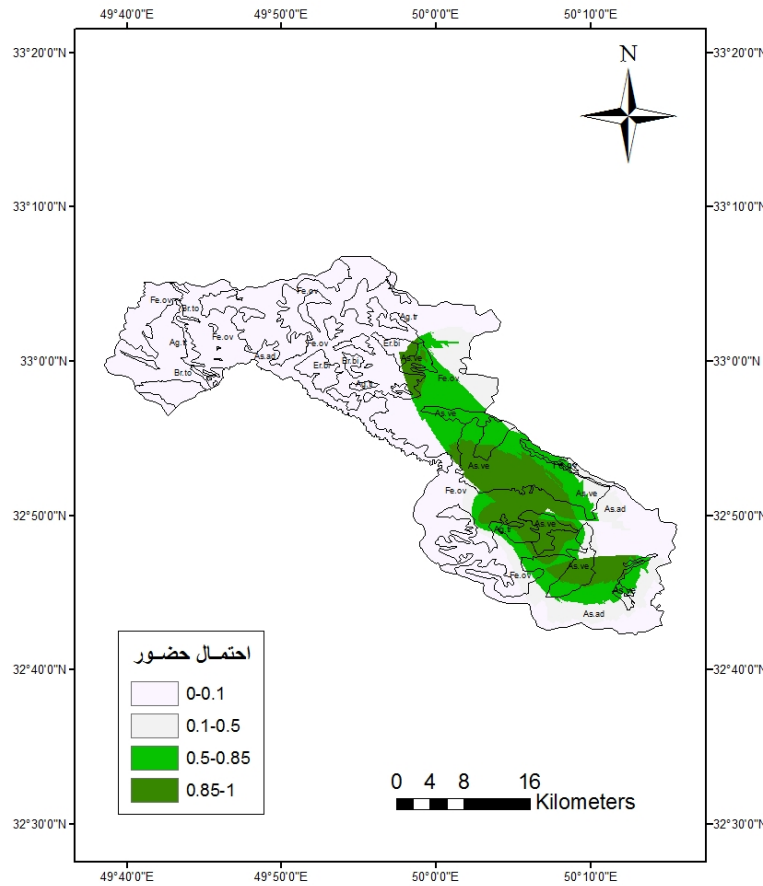 49°40'0"E 49°50'0"E 50°0'0"E 50°10'0"E
33°20'0"N 33°20'0"N
N
33°10'0"N 33°10'0"N
Fe.ov Fe.ov
Br.to
Ag.tr
Fe.ov Fe.ov Er.bi
33°0'0"N As.ad As.ve 33°0'0"N
Er.bi Er.bi
Br.to Fe.ov
As.ve
As.ve
Fe.ov As.ve
As.ad
32°50'0"N As.ve 32°50'0"N
As.ve
Fe.ov
As.ad
32°40'0"N 32°40'0"N
احتمـال حضـور
0-0.1
0.1-0.5
0.5-0.85
0.85-1
0 4 8 16
Kilometers
32°30'0"N 32°30'0"N
49°40'0"E 49°50'0"E 50°0'0"E 50°10'0"E